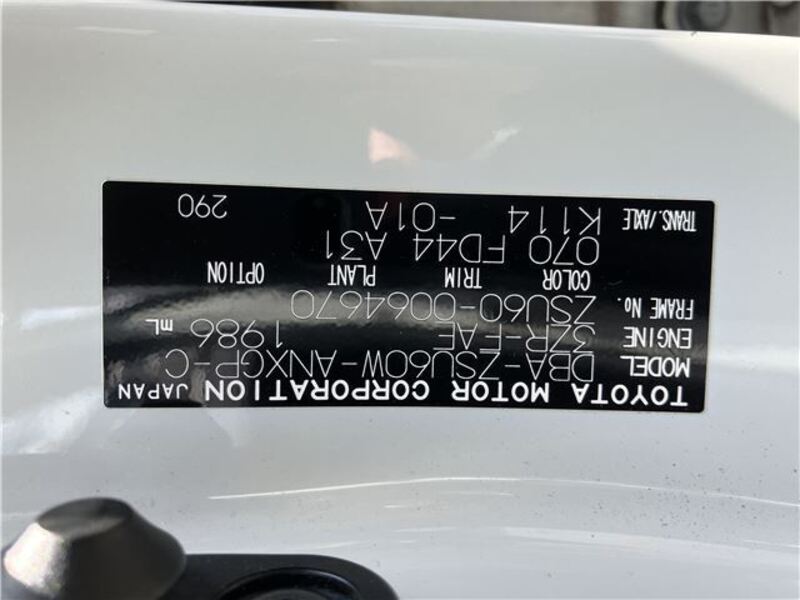 TOYOTA MOTOR CORPORATION JAPAN
MODEL DBA-ZSU60W-ANXGP-C
ENGINE 3ZR-FAE 1986 mL
FRAME No. ZSU60-0064670
COLOR TRIM PLANT OPTION
070 FD44 A31
TRANS./AXLE K114 290
-01A